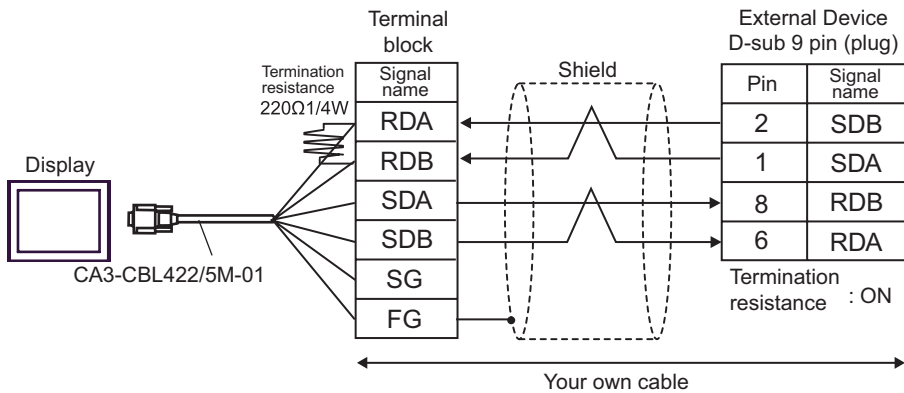 Terminal
block
External Device
D-sub 9 pin (plug)
Termination
resistance
220Ω1/4W
Signal
name
Shield
Pin
Signal
name
RDA
2
SDB
RDB
1
SDA
Display
SDA
8
RDB
SDB
6
RDA
CA3-CBL422/5M-01
SG
Termination
resistance : ON
FG
Your own cable